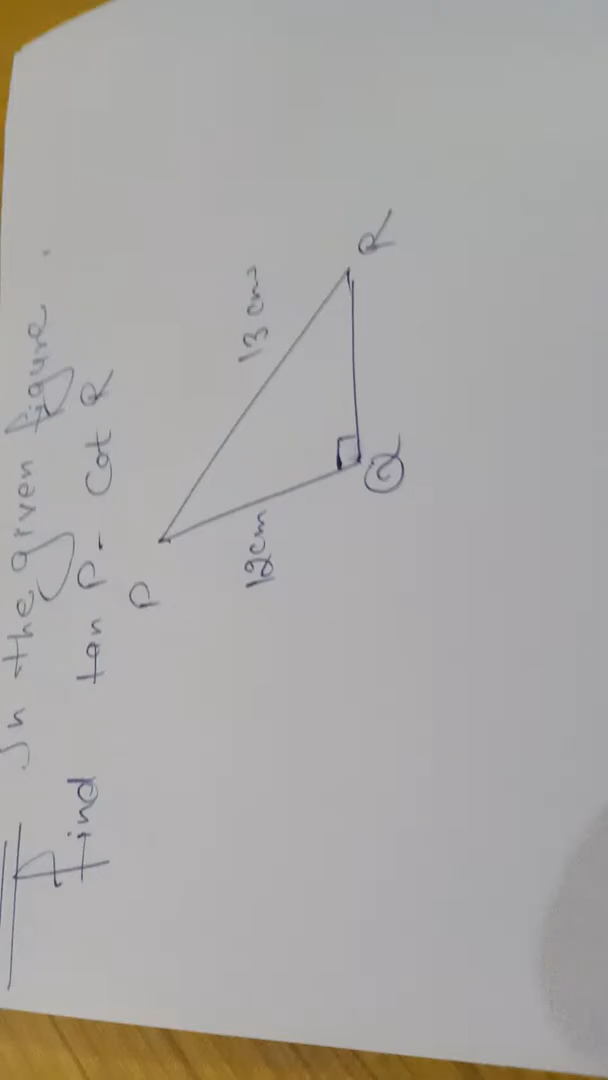 In the given figure.
Find tan P - Cot R
P
12cm
13 cm
Q
R